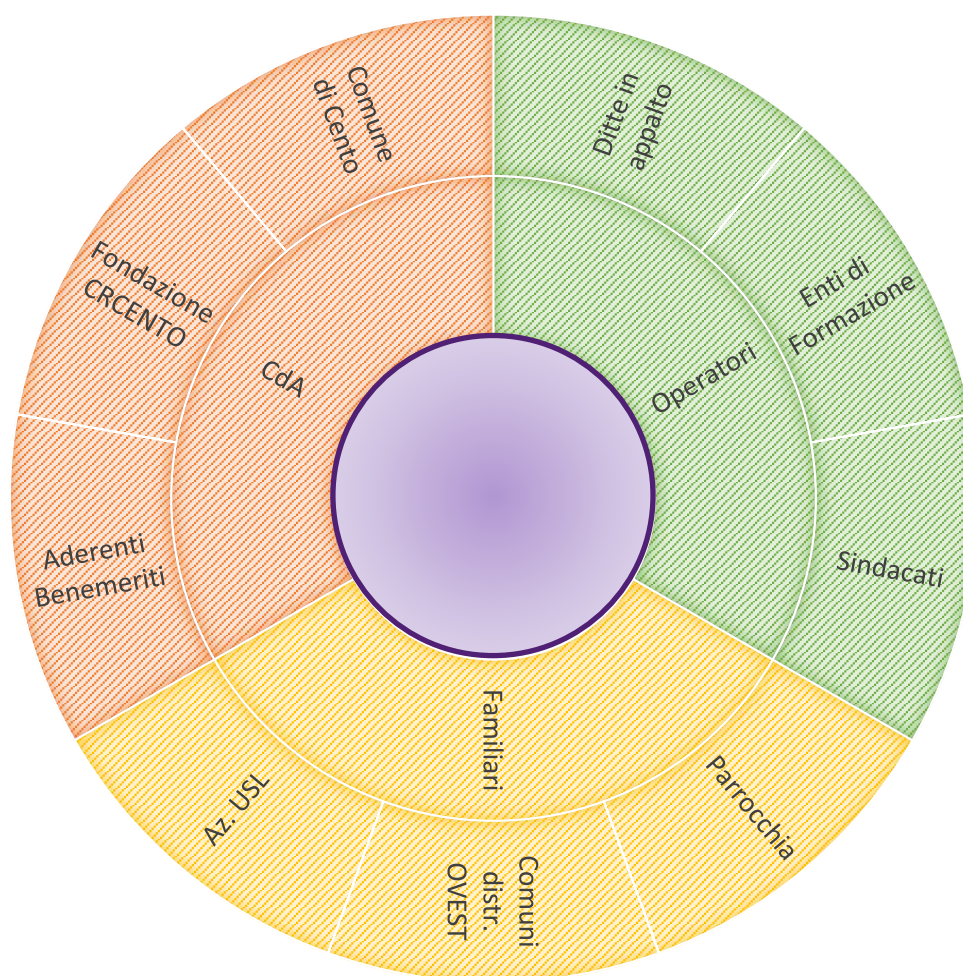 Comune
di Cento
Ditte in
appalto
Fondazione
CRCENTO
Enti di
Formazione
CdA
Operatori
Aderenti
Benemeriti
Sindacati
Familiari
Az. USL
Parrocchia
Comuni
distr.
OVEST